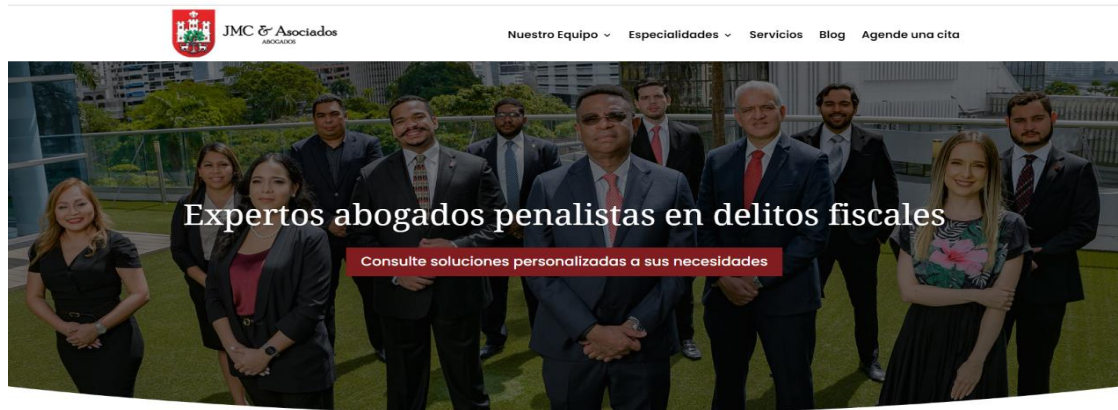 JMC & Asociados
ABOGADOS
Nuestro Equipo
Especialidades
Servicios
Blog
Agende una cita
Expertos abogados penalistas en delitos fiscales
Consulte soluciones personalizadas a sus necesidades